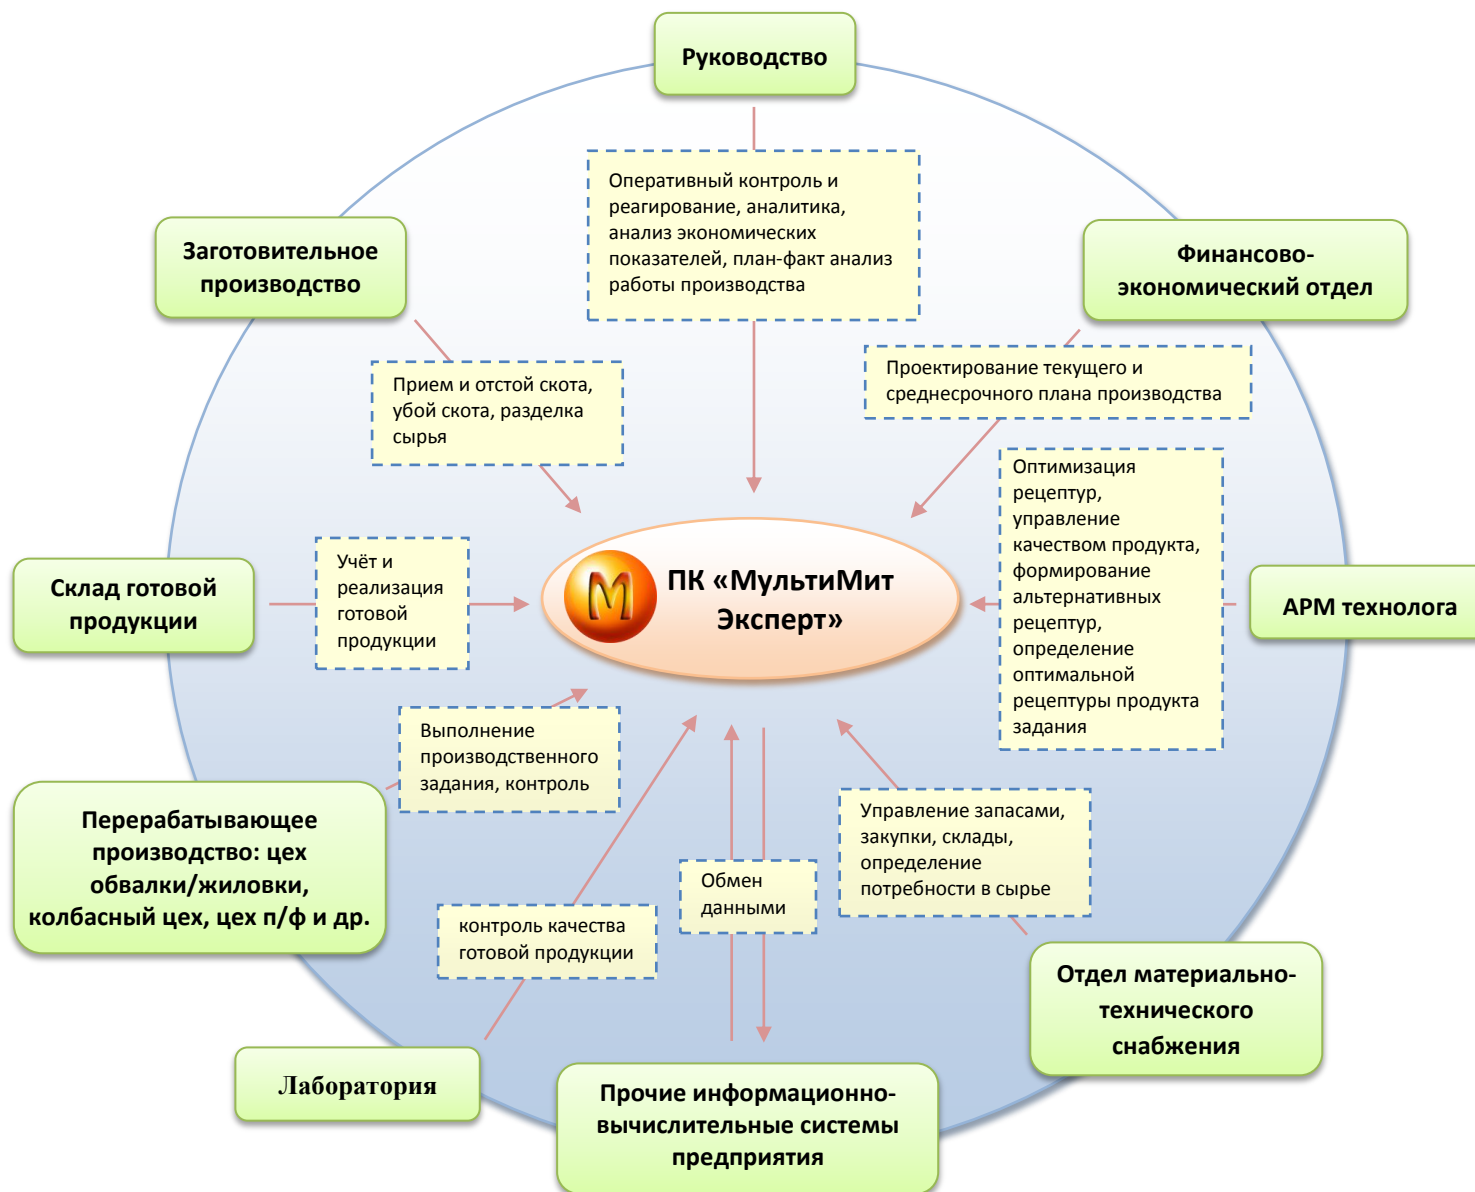 Руководство
Оперативный контроль и
реагирование, аналитика,
анализ экономических
показателей, план-факт анализ
работы производства
Заготовительное
производство
Финансово-
экономический отдел
Прием и отстой скота,
убой скота, разделка
сырья
Проектирование текущего и
среднесрочного плана производства
Оптимизация
рецептур,
управление
качеством продукта,
формирование
альтернативных
рецептур,
определение
оптимальной
рецептуры продукта
задания
Склад готовой
продукции
Учёт и
реализация
готовой
продукции
М
ПК «МультиМит
Эксперт»
АРМ технолога
Выполнение
производственного
задания, контроль
Перерабатывающее
производство: цех
обвалки/жиловки,
колбасный цех, цех п/ф и др.
Управление запасами,
закупки, склады,
определение
потребности в сырье
Обмен
данными
контроль качества
готовой продукции
Отдел материально-
технического
снабжения
Лаборатория
Прочие информационно-
вычислительные системы
предприятия